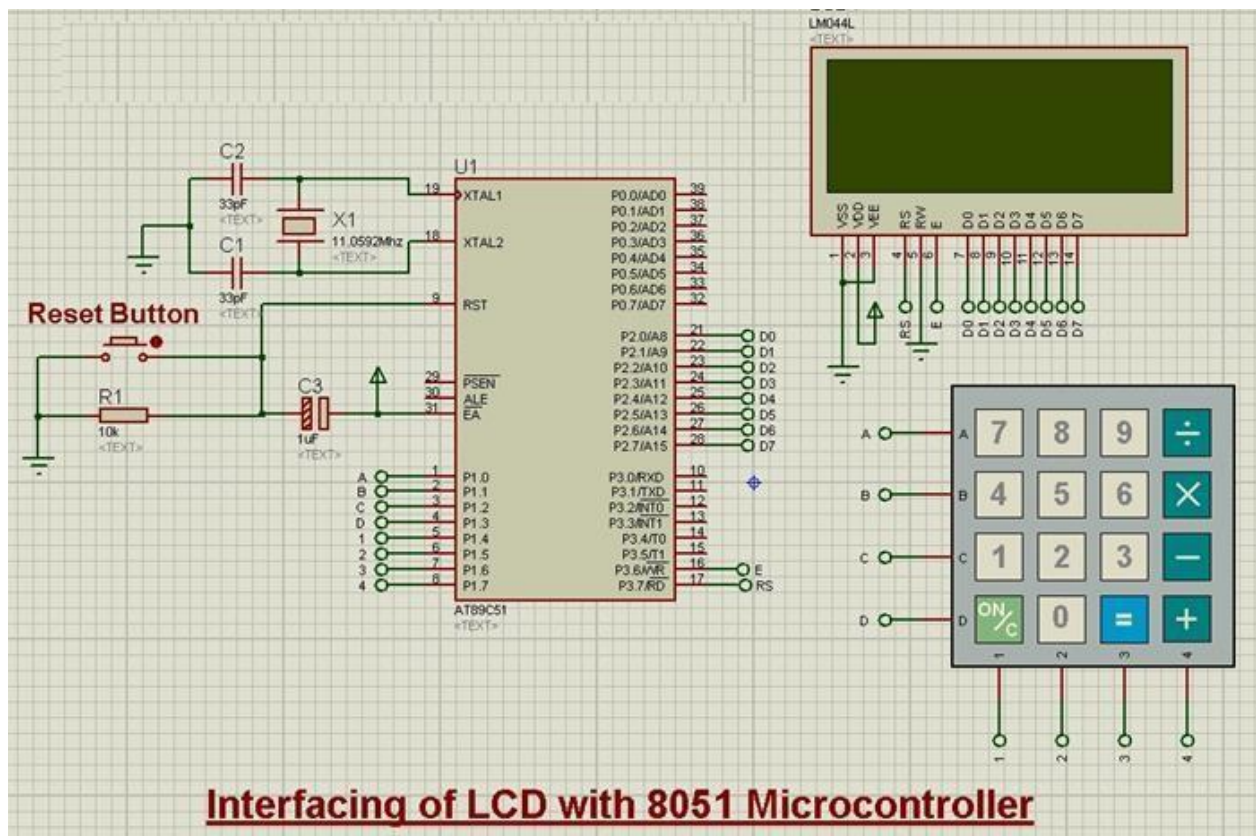 LM044L
<TEXT>
VSS
VDD
VEE
RS
RW
E
D0
D1
D2
D3
D4
D5
D6
D7
1
2
3
4
5
6
7
8
9
10
11
12
13
14
RS
E
D0
D1
D2
D3
D4
D5
D6
D7
C2
33pF
<TEXT>
X1
11.0592Mhz
<TEXT>
C1
33pF
<TEXT>
Reset Button
R1
10k
<TEXT>
C3
1uF
<TEXT>
U1
19 XTAL1
18 XTAL2
9 RST
29 PSEN
30 ALE
31 EA
A 1 P1.0
B 2 P1.1
C 3 P1.2
D 4 P1.3
1 5 P1.4
2 6 P1.5
3 7 P1.6
4 8 P1.7
P0.0/AD0 39
P0.1/AD1 38
P0.2/AD2 37
P0.3/AD3 36
P0.4/AD4 35
P0.5/AD5 34
P0.6/AD6 33
P0.7/AD7 32
P2.0/A8 21 D0
P2.1/A9 22 D1
P2.2/A10 23 D2
P2.3/A11 24 D3
P2.4/A12 25 D4
P2.5/A13 26 D5
P2.6/A14 27 D6
P2.7/A15 28 D7
P3.0/RXD 10
P3.1/TXD 11
P3.2/INT0 12
P3.3/INT1 13
P3.4/T0 14
P3.5/T1 15
P3.6/WR 16 E
P3.7/RD 17 RS
AT89C51
<TEXT>
A A 7 8 9 ÷
B B 4 5 6 ×
C C 1 2 3 −
D D ON/C 0 = +
1 2 3 4
1 2 3 4
Interfacing of LCD with 8051 Microcontroller